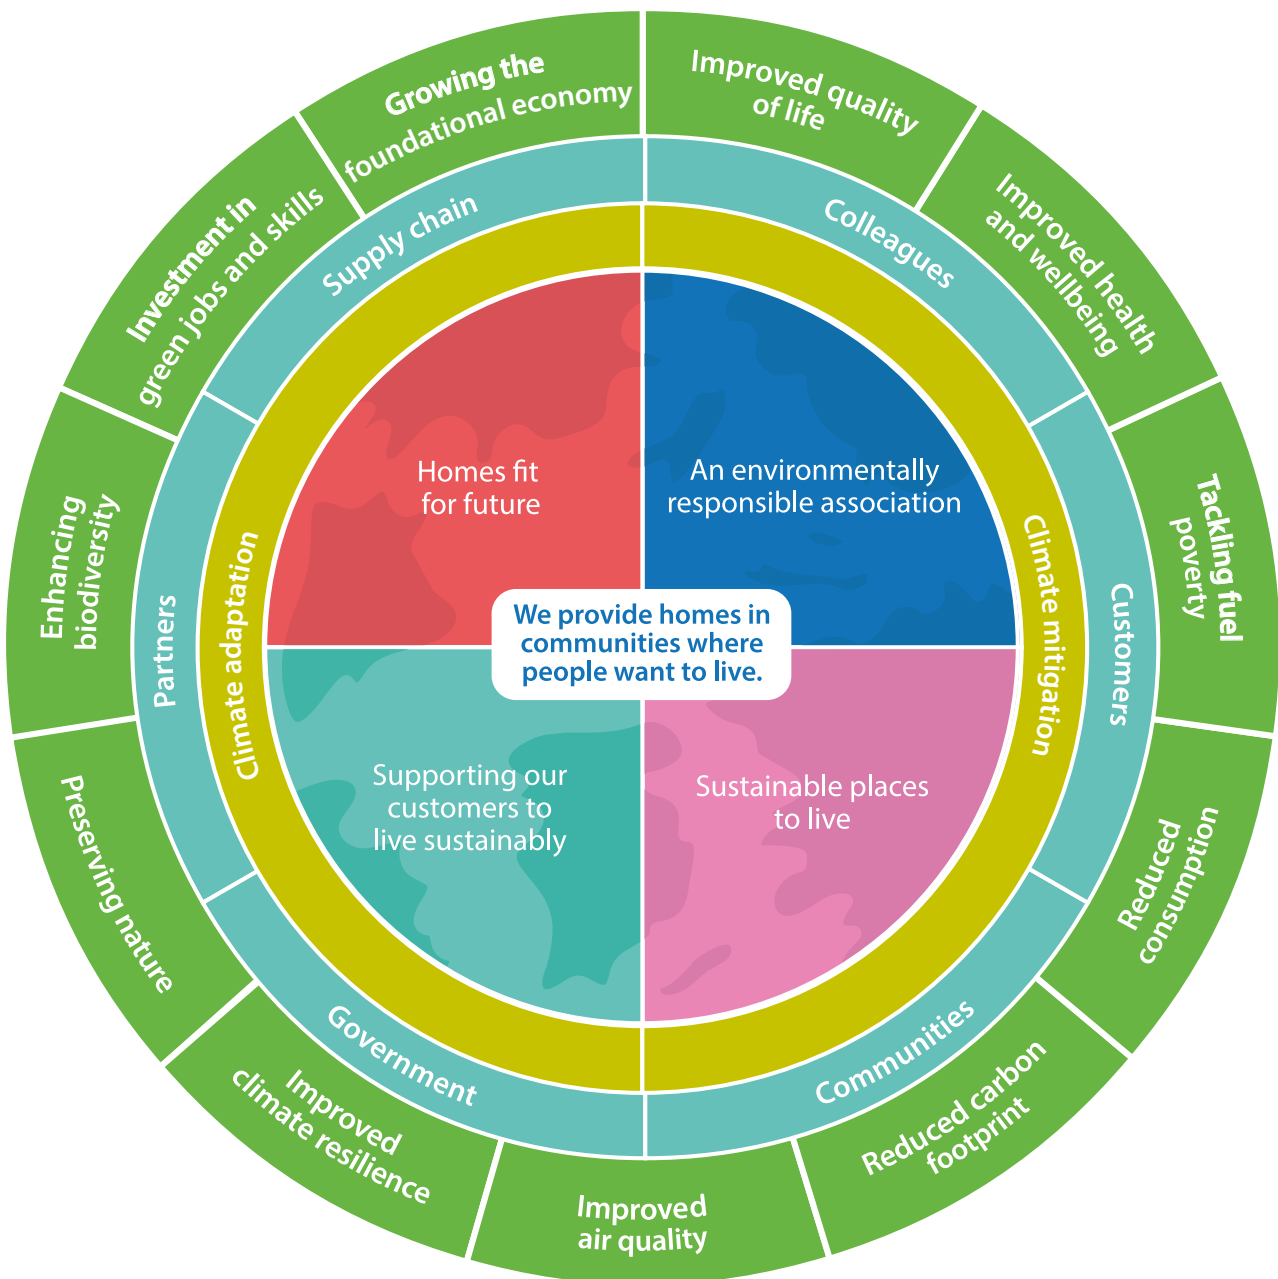 Improved quality
of life
Improved health
and wellbeing
Tackling fuel
poverty
Reduced
consumption
Reduced carbon
footprint
Improved
air quality
Improved
climate resilience
Preserving nature
Enhancing
biodiversity
Investment in
green jobs and skills
Growing the
foundational economy
Colleagues
Customers
Communities
Government
Partners
Supply chain
Climate mitigation
Climate adaptation
Homes fit
for future
An environmentally
responsible association
We provide homes in
communities where
people want to live.
Supporting our
customers to
live sustainably
Sustainable places
to live